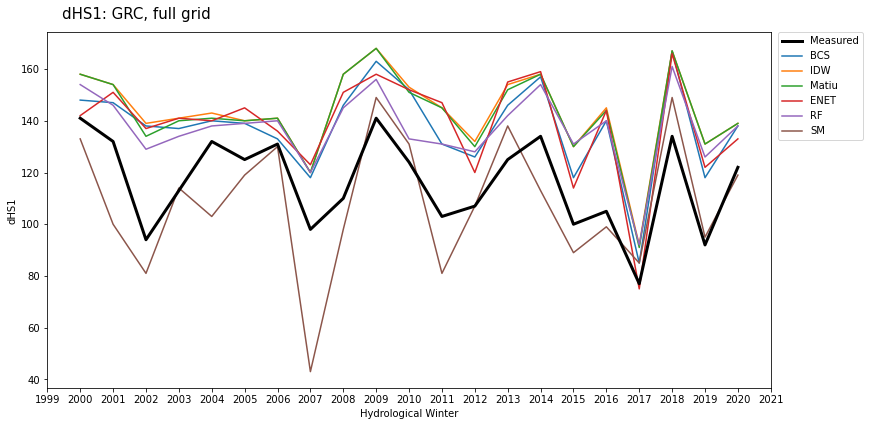 dHS1: GRC, full grid
Measured
BCS
IDW
Matiu
ENET
RF
SM
160
140
120
100
80
60
40
dHS1
1999 2000 2001 2002 2003 2004 2005 2006 2007 2008 2009 2010 2011 2012 2013 2014 2015 2016 2017 2018 2019 2020 2021
Hydrological Winter